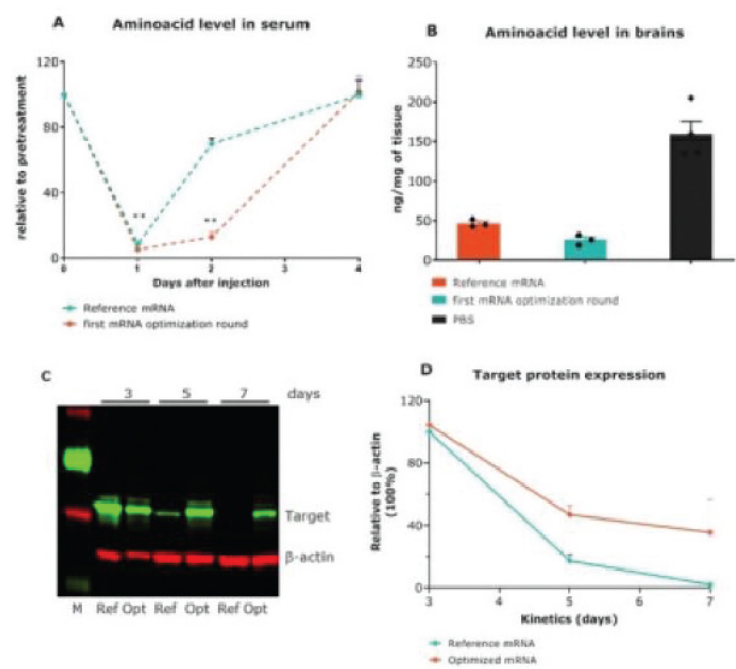 A
Aminoacid level in serum
relative to pretreatment
120
80
40
0
0 1 2 3 4
**
**
Days after injection
Reference mRNA
first mRNA optimization round
B
Aminoacid level in brains
ng/mg of tissue
250
200
150
100
50
0
Reference mRNA
first mRNA optimization round
PBS
C
3 5 7 days
Target
β-actin
M Ref Opt Ref Opt Ref Opt
D
Target protein expression
Relative to β-actin
(100%)
120
80
40
0
3 4 5 6 7
Kinetics (days)
Reference mRNA
Optimized mRNA